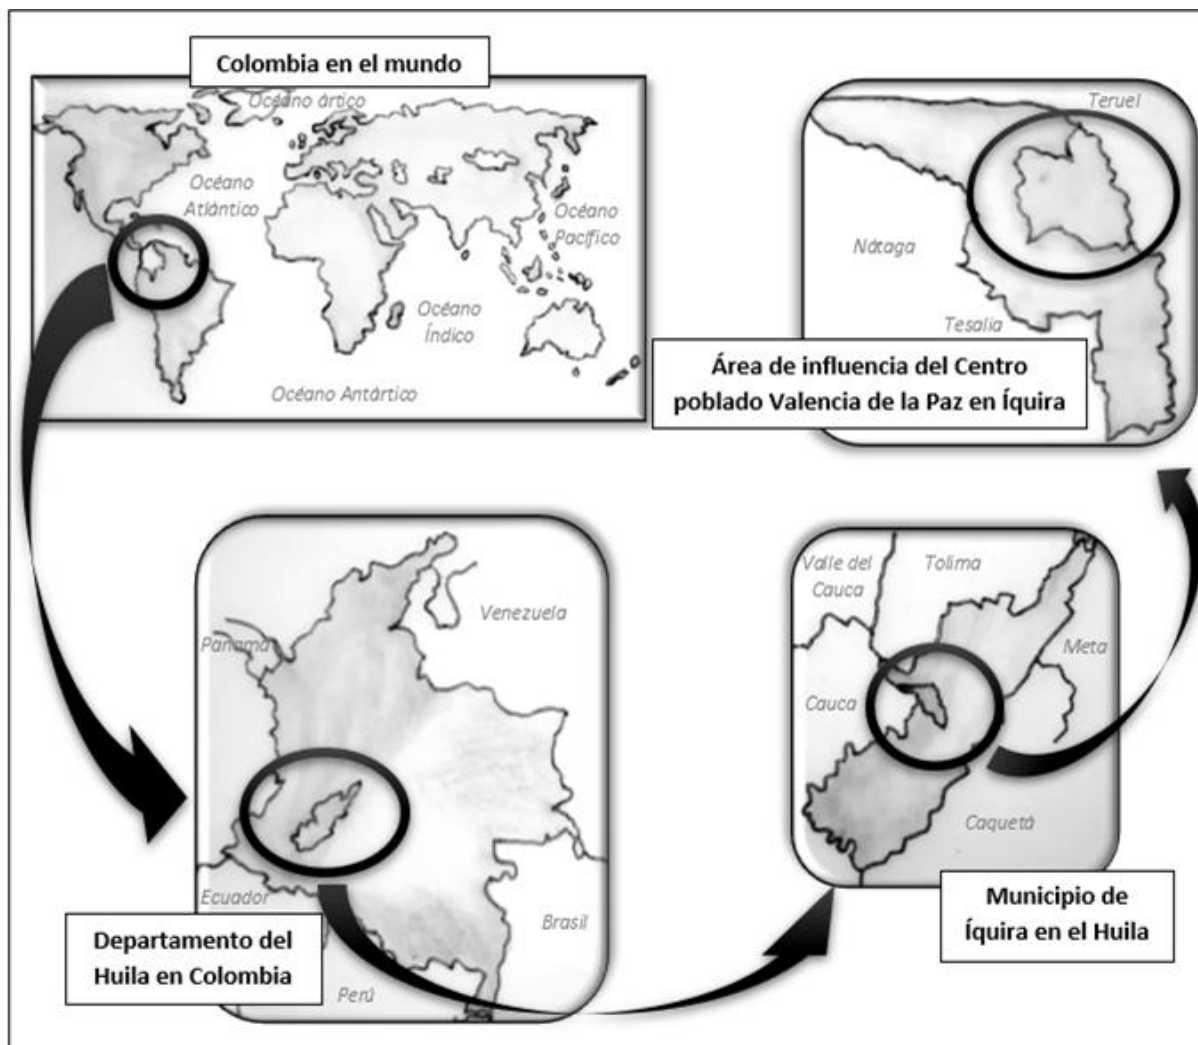 Colombia en el mundo
Océano ártico
Océano
Atlántico
Océano
Pacífico
Océano
Índico
Océano Antártico
Teruel
Nátaga
Tesalia
Área de influencia del Centro
poblado Valencia de la Paz en Íquira
Venezuela
Panamá
Ecuador
Brasil
Perú
Departamento del
Huila en Colombia
Valle del
Cauca
Tolima
Meta
Cauca
Caquetá
Municipio de
Íquira en el Huila